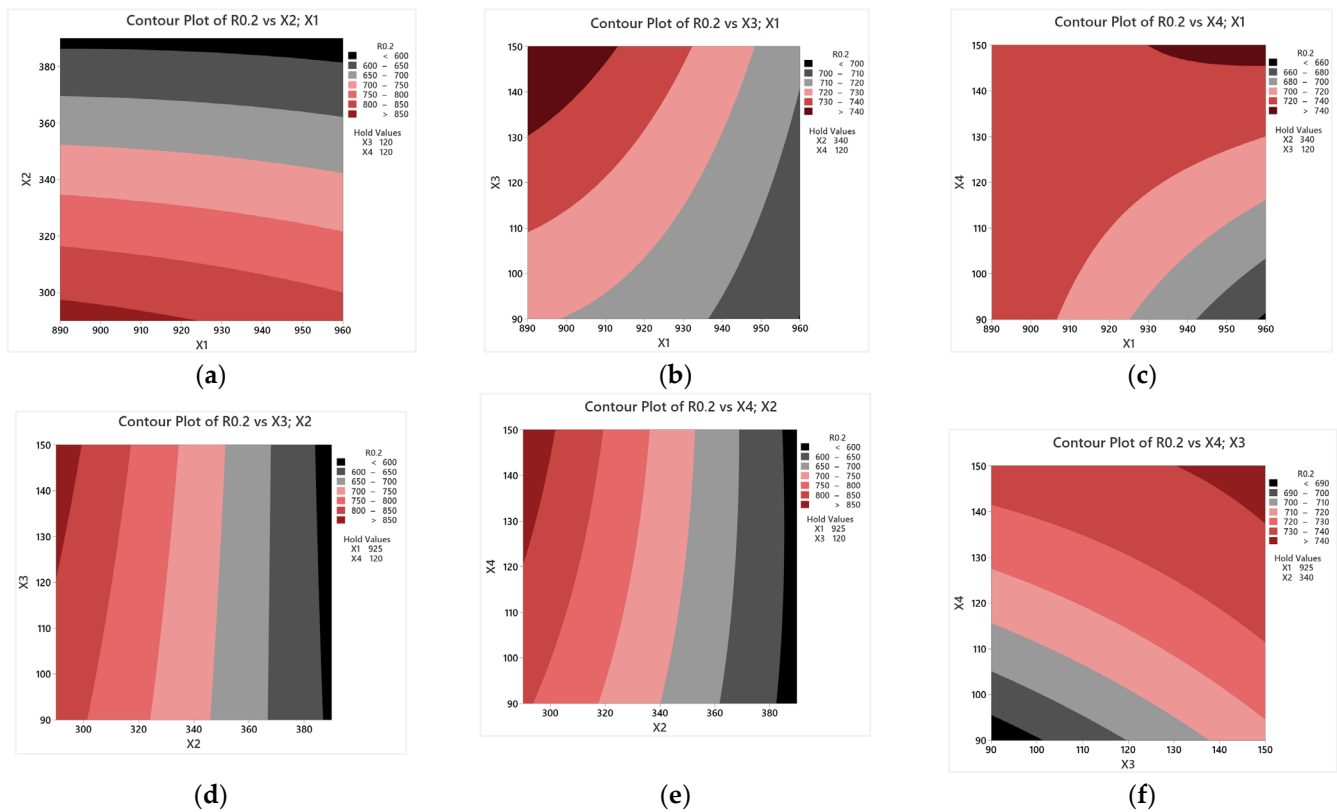 Contour Plot of R0.2 vs X2; X1
R0.2
< 600
600 – 650
650 – 700
700 – 750
750 – 800
800 – 850
> 850
Hold Values
X3 120
X4 120
380
360
340
320
300
X2
890 900 910 920 930 940 950 960
X1
(a)
Contour Plot of R0.2 vs X3; X1
R0.2
< 700
700 – 710
710 – 720
720 – 730
730 – 740
> 740
Hold Values
X2 340
X4 120
150
140
130
120
110
100
90
X3
890 900 910 920 930 940 950 960
X1
(b)
Contour Plot of R0.2 vs X4; X1
R0.2
< 660
660 – 680
680 – 700
700 – 720
720 – 740
> 740
Hold Values
X2 340
X3 120
150
140
130
120
110
100
90
X4
890 900 910 920 930 940 950 960
X1
(c)
Contour Plot of R0.2 vs X3; X2
R0.2
< 600
600 – 650
650 – 700
700 – 750
750 – 800
800 – 850
> 850
Hold Values
X1 925
X4 120
150
140
130
120
110
100
90
X3
300 320 340 360 380
X2
(d)
Contour Plot of R0.2 vs X4; X2
R0.2
< 600
600 – 650
650 – 700
700 – 750
750 – 800
800 – 850
> 850
Hold Values
X1 925
X3 120
150
140
130
120
110
100
90
X4
300 320 340 360 380
X2
(e)
Contour Plot of R0.2 vs X4; X3
R0.2
< 690
690 – 700
700 – 710
710 – 720
720 – 730
730 – 740
> 740
Hold Values
X1 925
X2 340
150
140
130
120
110
100
90
X4
90 100 110 120 130 140 150
X3
(f)